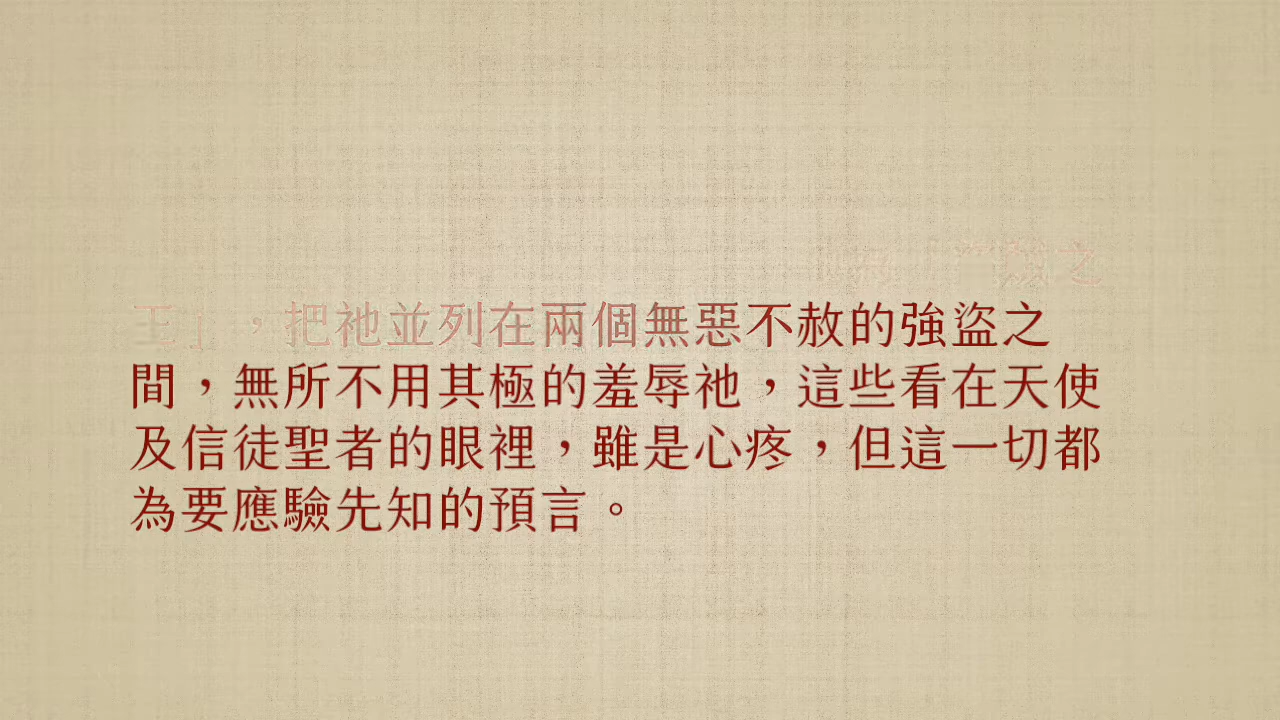 之
王」，把祂並列在兩個無惡不赦的強盜之
間，無所不用其極的羞辱祂，這些看在天使
及信徒聖者的眼裡，雖是心疼，但這一切都
為要應驗先知的預言。